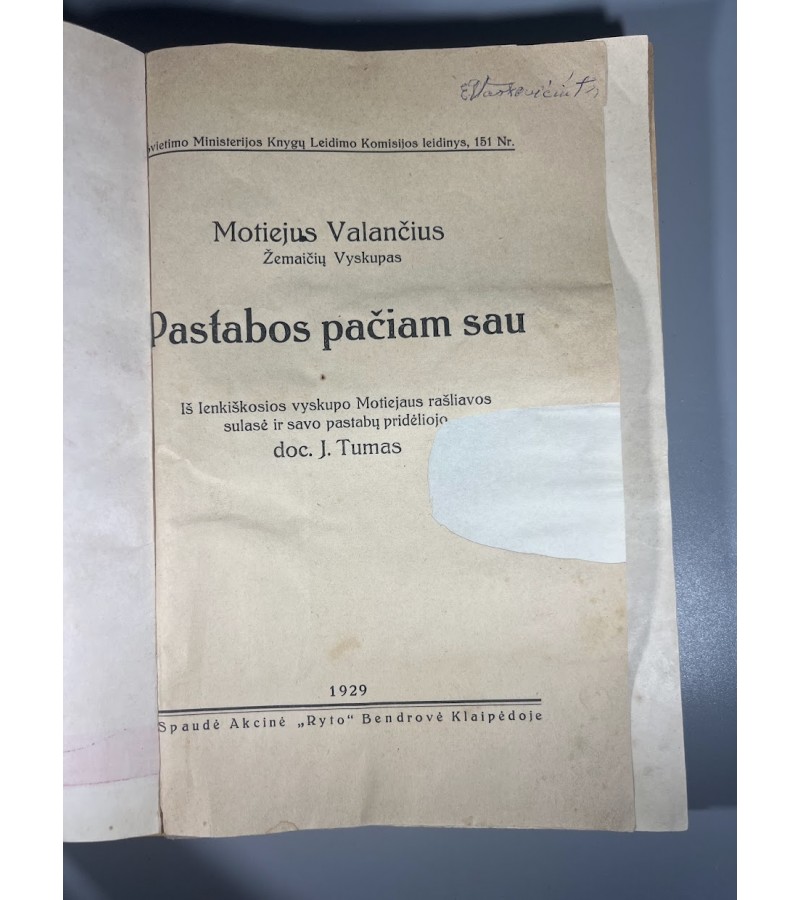 svietimo Ministerijos Knygų Leidimo Komisijos leidinys, 151 Nr.
Motiejus Valančius
Žemaičių Vyskupas
Pastabos pačiam sau
Iš lenkiškosios vyskupo Motiejaus rašliavos
sulasė ir savo pastabų pridėliojo
doc. J. Tumas
1929
Spaudė Akcinė „Ryto“ Bendrovė Klaipėdoje